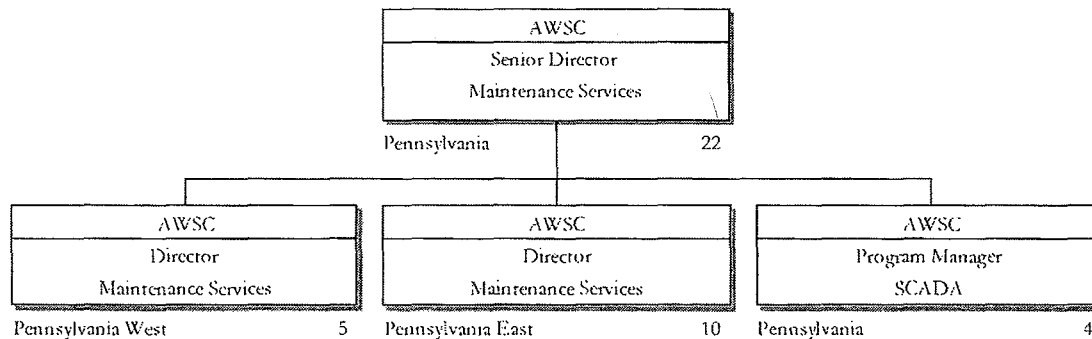 AWSC
Senior Director
Maintenance Services
Pennsylvania 22
AWSC
Director
Maintenance Services
Pennsylvania West 5
AWSC
Director
Maintenance Services
Pennsylvania East 10
AWSC
Program Manager
SCADA
Pennsylvania 4